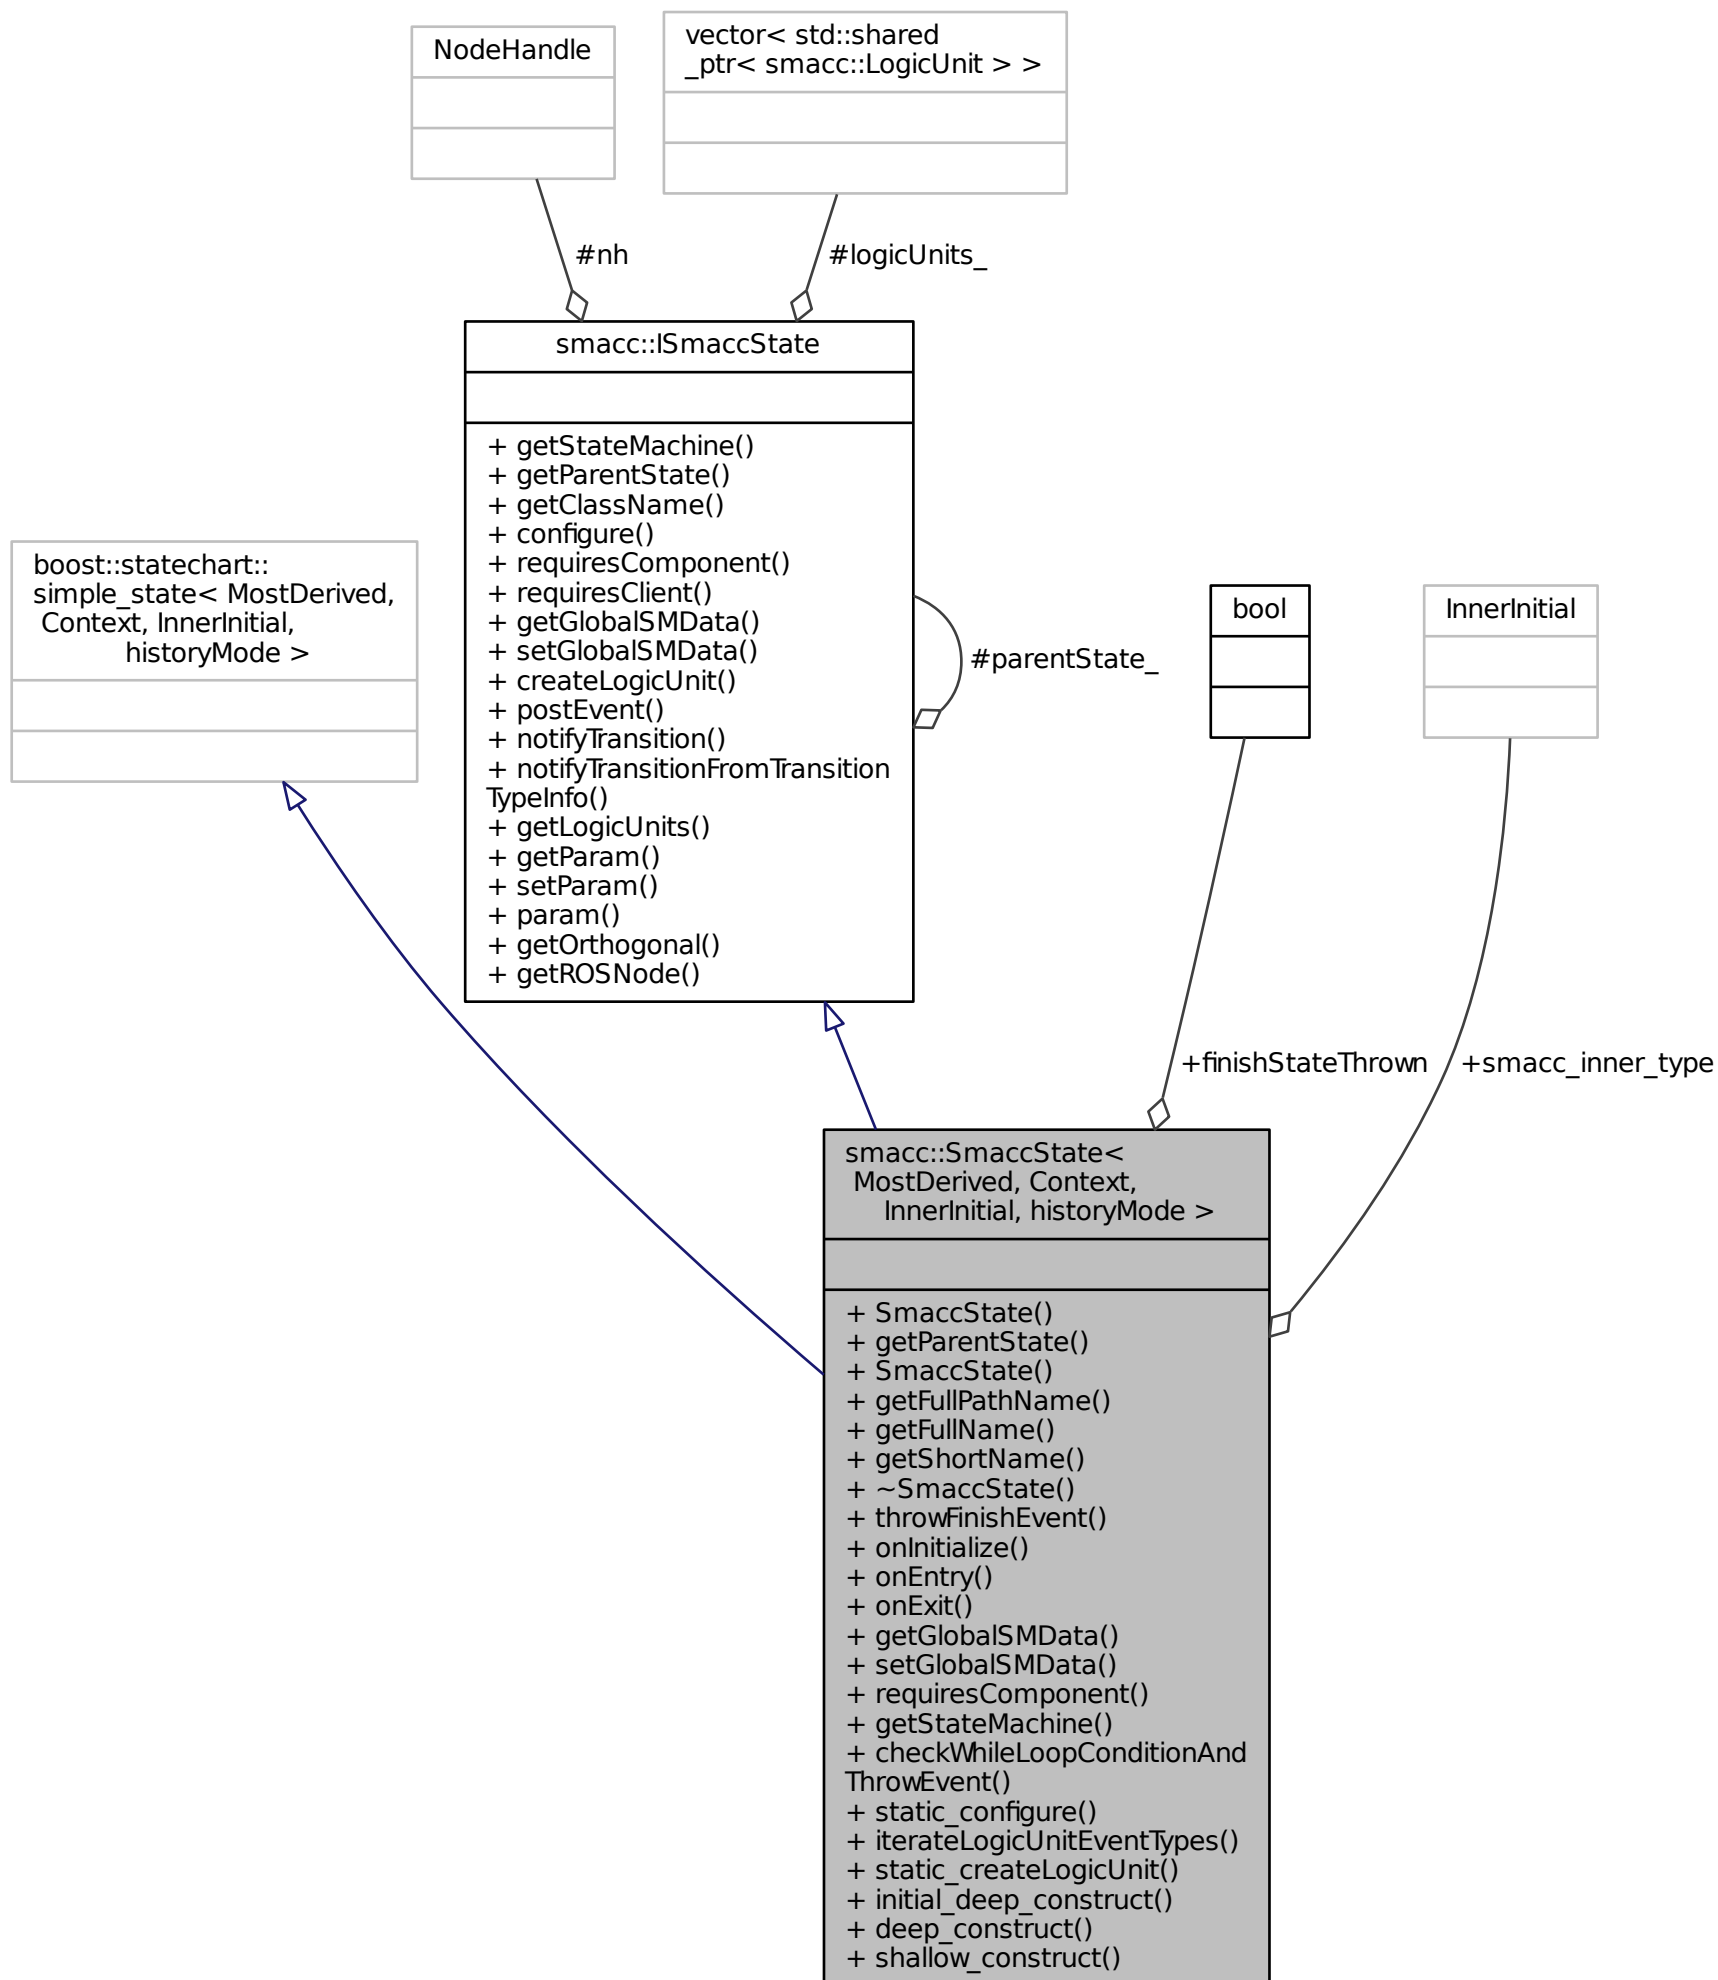 NodeHandle
vector< std::shared
_ptr< smacc::LogicUnit > >
#nh
#logicUnits_
smacc::ISmaccState
+ getStateMachine()
+ getParentState()
+ getClassName()
+ configure()
+ requiresComponent()
+ requiresClient()
+ getGlobalSMData()
+ setGlobalSMData()
+ createLogicUnit()
+ postEvent()
+ notifyTransition()
+ notifyTransitionFromTransition
TypeInfo()
+ getLogicUnits()
+ getParam()
+ setParam()
+ param()
+ getOrthogonal()
+ getROSNode()
boost::statechart::
simple_state< MostDerived,
Context, InnerInitial,
historyMode >
#parentState_
bool
InnerInitial
+finishStateThrown
+smacc_inner_type
smacc::SmaccState<
MostDerived, Context,
InnerInitial, historyMode >
+ SmaccState()
+ getParentState()
+ SmaccState()
+ getFullPathName()
+ getFullName()
+ getShortName()
+ ~SmaccState()
+ throwFinishEvent()
+ onInitialize()
+ onEntry()
+ onExit()
+ getGlobalSMData()
+ setGlobalSMData()
+ requiresComponent()
+ getStateMachine()
+ checkWhileLoopConditionAnd
ThrowEvent()
+ static_configure()
+ iterateLogicUnitEventTypes()
+ static_createLogicUnit()
+ initial_deep_construct()
+ deep_construct()
+ shallow_construct()